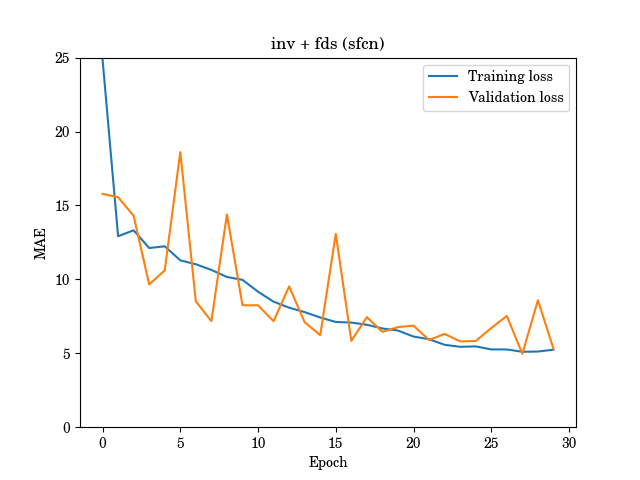 inv + fds (sfcn)
Training loss
Validation loss
MAE
25
20
15
10
5
0
0 5 10 15 20 25 30
Epoch